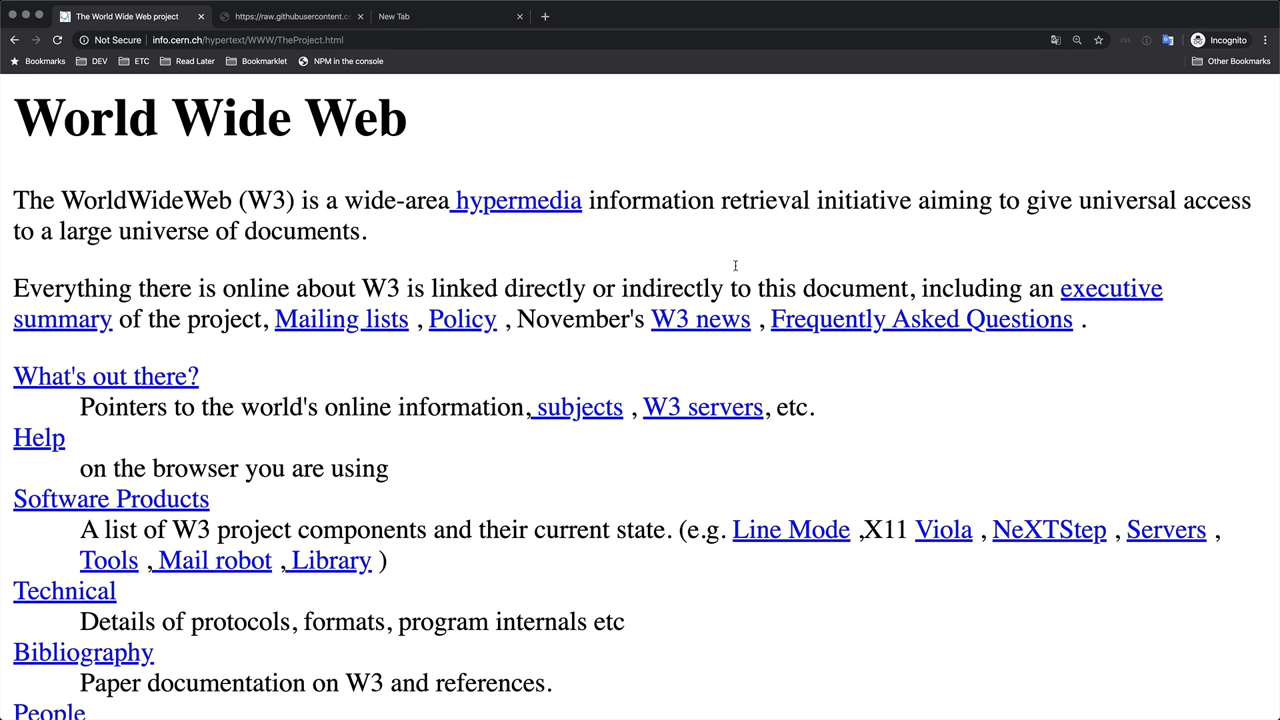 The World Wide Web project
https://raw.githubusercontent.c
New Tab
Not Secure | info.cern.ch/hypertext/WWW/TheProject.html
Incognito
Bookmarks DEV ETC Read Later Bookmarklet NPM in the console Other Bookmarks
World Wide Web
The WorldWideWeb (W3) is a wide-area hypermedia information retrieval initiative aiming to give universal access
to a large universe of documents.
Everything there is online about W3 is linked directly or indirectly to this document, including an executive
summary of the project, Mailing lists , Policy , November's W3 news , Frequently Asked Questions .
What's out there?
Pointers to the world's online information, subjects , W3 servers, etc.
Help
on the browser you are using
Software Products
A list of W3 project components and their current state. (e.g. Line Mode ,X11 Viola , NeXTStep , Servers ,
Tools , Mail robot , Library )
Technical
Details of protocols, formats, program internals etc
Bibliography
Paper documentation on W3 and references.
People